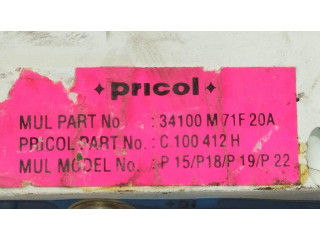 pricol
MUL PART No. : 34100 M 71F 20A
PRICOL PART No. : C 100 412 H
MUL MODEL No. : P 15/P18/P 19/P 22